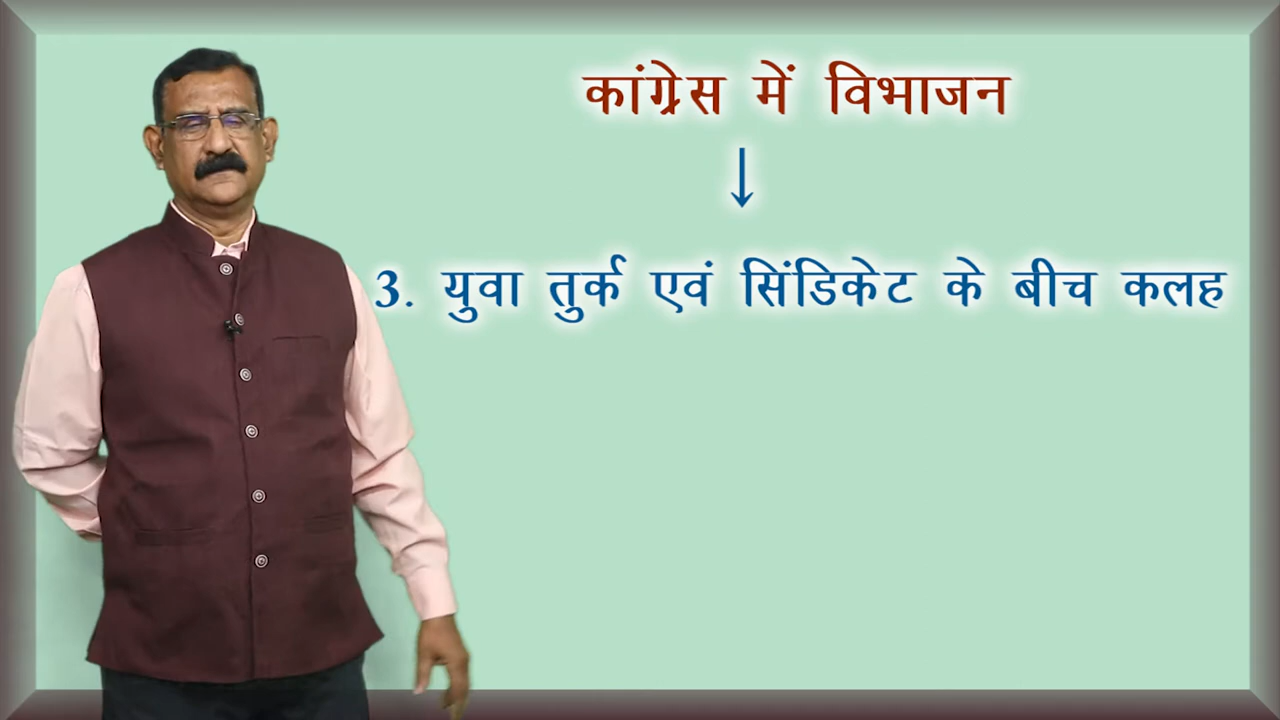 कांग्रेस में विभाजन
↓
3. युवा तुर्क एवं सिंडिकेट के बीच कलह